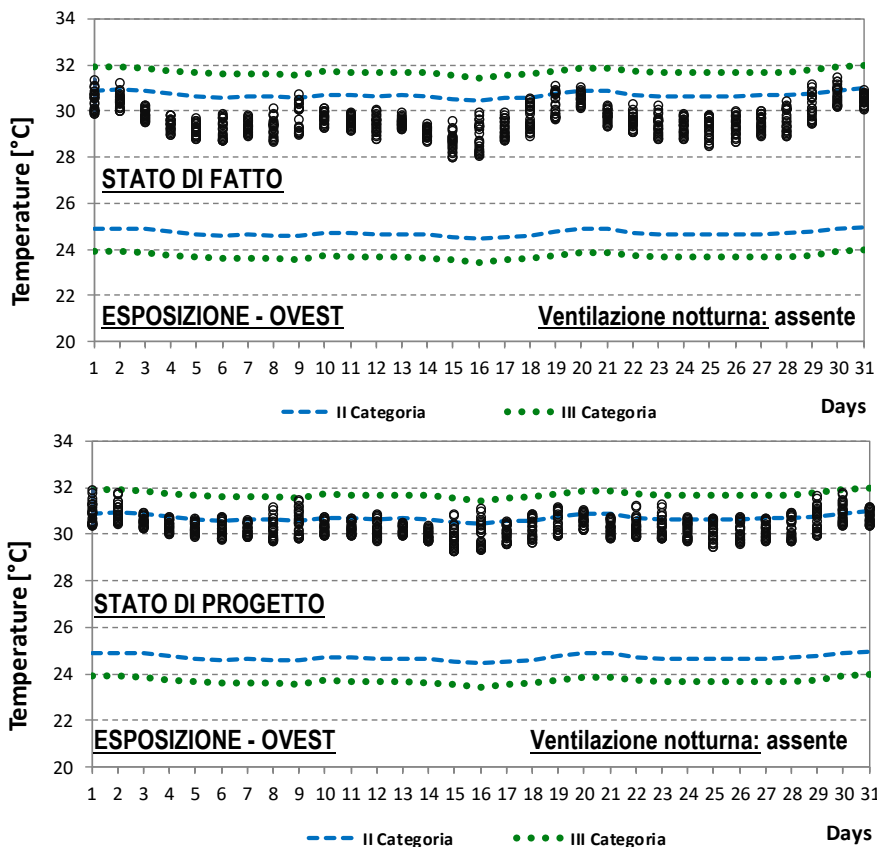 34
32
30
28
26
24
22
20
Temperature [°C]
STATO DI FATTO
ESPOSIZIONE - OVEST
Ventilazione notturna: assente
1 2 3 4 5 6 7 8 9 10 11 12 13 14 15 16 17 18 19 20 21 22 23 24 25 26 27 28 29 30 31
II Categoria
III Categoria
Days
34
32
30
28
26
24
22
20
Temperature [°C]
STATO DI PROGETTO
ESPOSIZIONE - OVEST
Ventilazione notturna: assente
1 2 3 4 5 6 7 8 9 10 11 12 13 14 15 16 17 18 19 20 21 22 23 24 25 26 27 28 29 30 31
II Categoria
III Categoria
Days